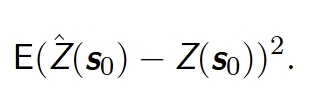 E(Ẑ(s₀) − Z(s₀))².